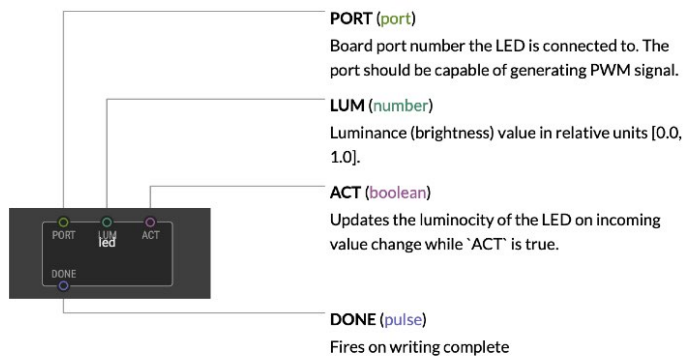 PORT (port)
Board port number the LED is connected to. The
port should be capable of generating PWM signal.
LUM (number)
Luminance (brightness) value in relative units [0.0,
1.0].
ACT (boolean)
Updates the luminocity of the LED on incoming
value change while `ACT` is true.
PORT LUM ACT
led
DONE
DONE (pulse)
Fires on writing complete